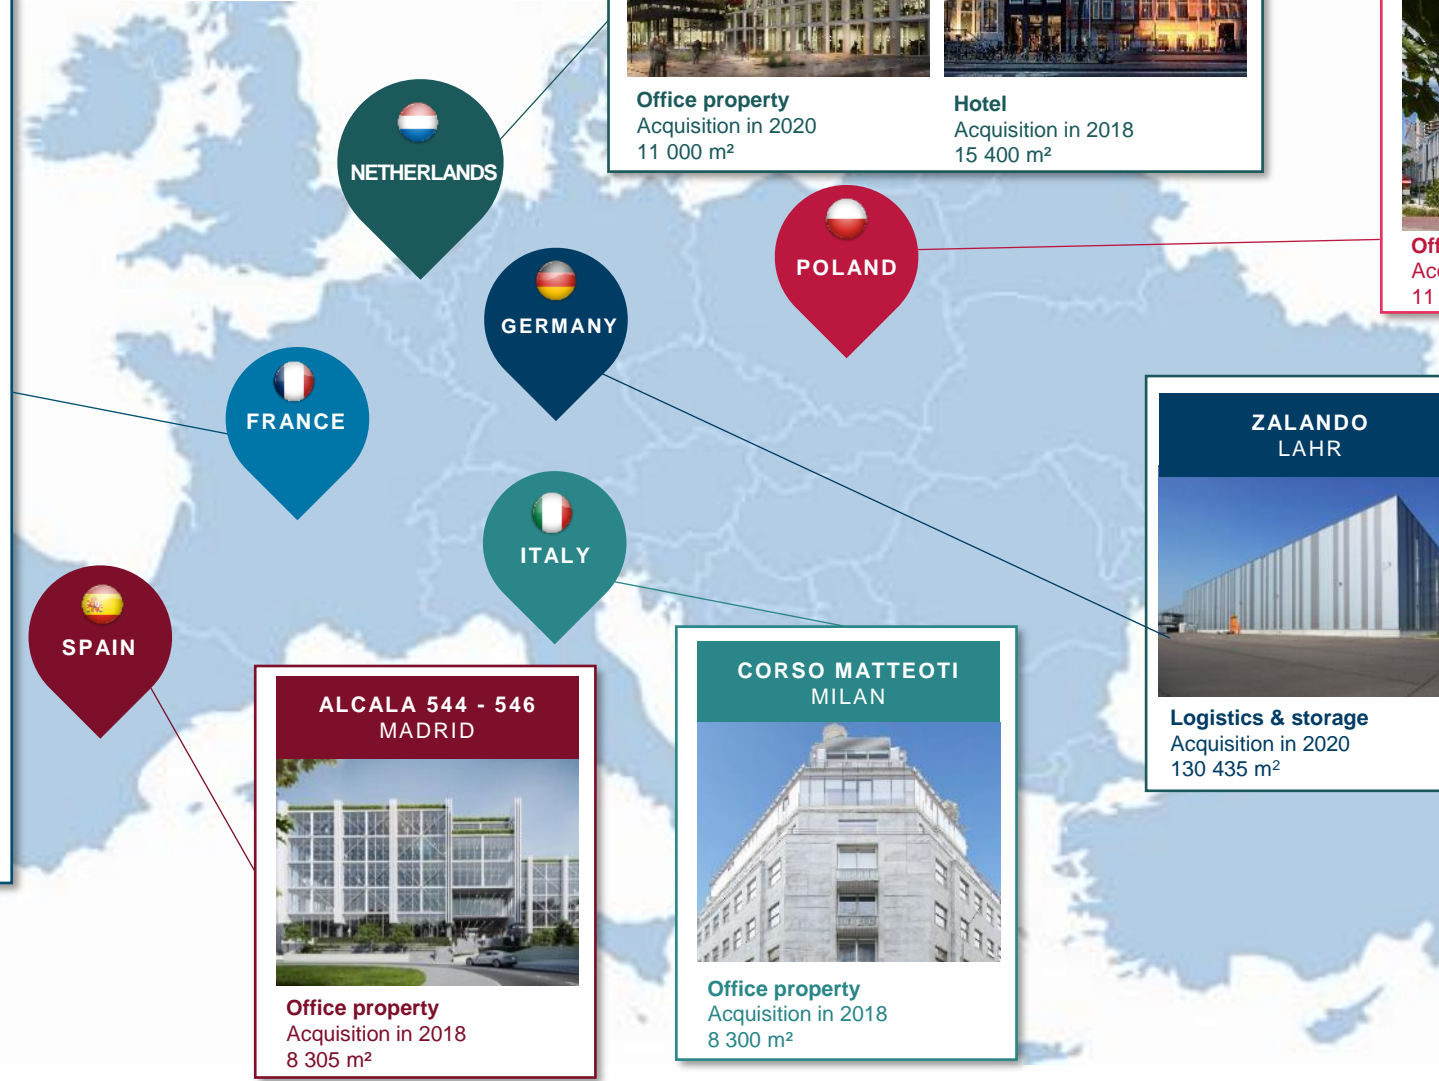 Office property
Acquisition in 2020
11 000 m²
Hotel
Acquisition in 2018
15 400 m²
NETHERLANDS
POLAND
11
GERMANY
FRANCE
ZALANDO
LAHR
Logistics & storage
Acquisition in 2020
130 435 m²
ITALY
SPAIN
CORSO MATTEOTI
MILAN
Office property
Acquisition in 2018
8 300 m²
ALCALA 544 - 546
MADRID
Office property
Acquisition in 2018
8 305 m²